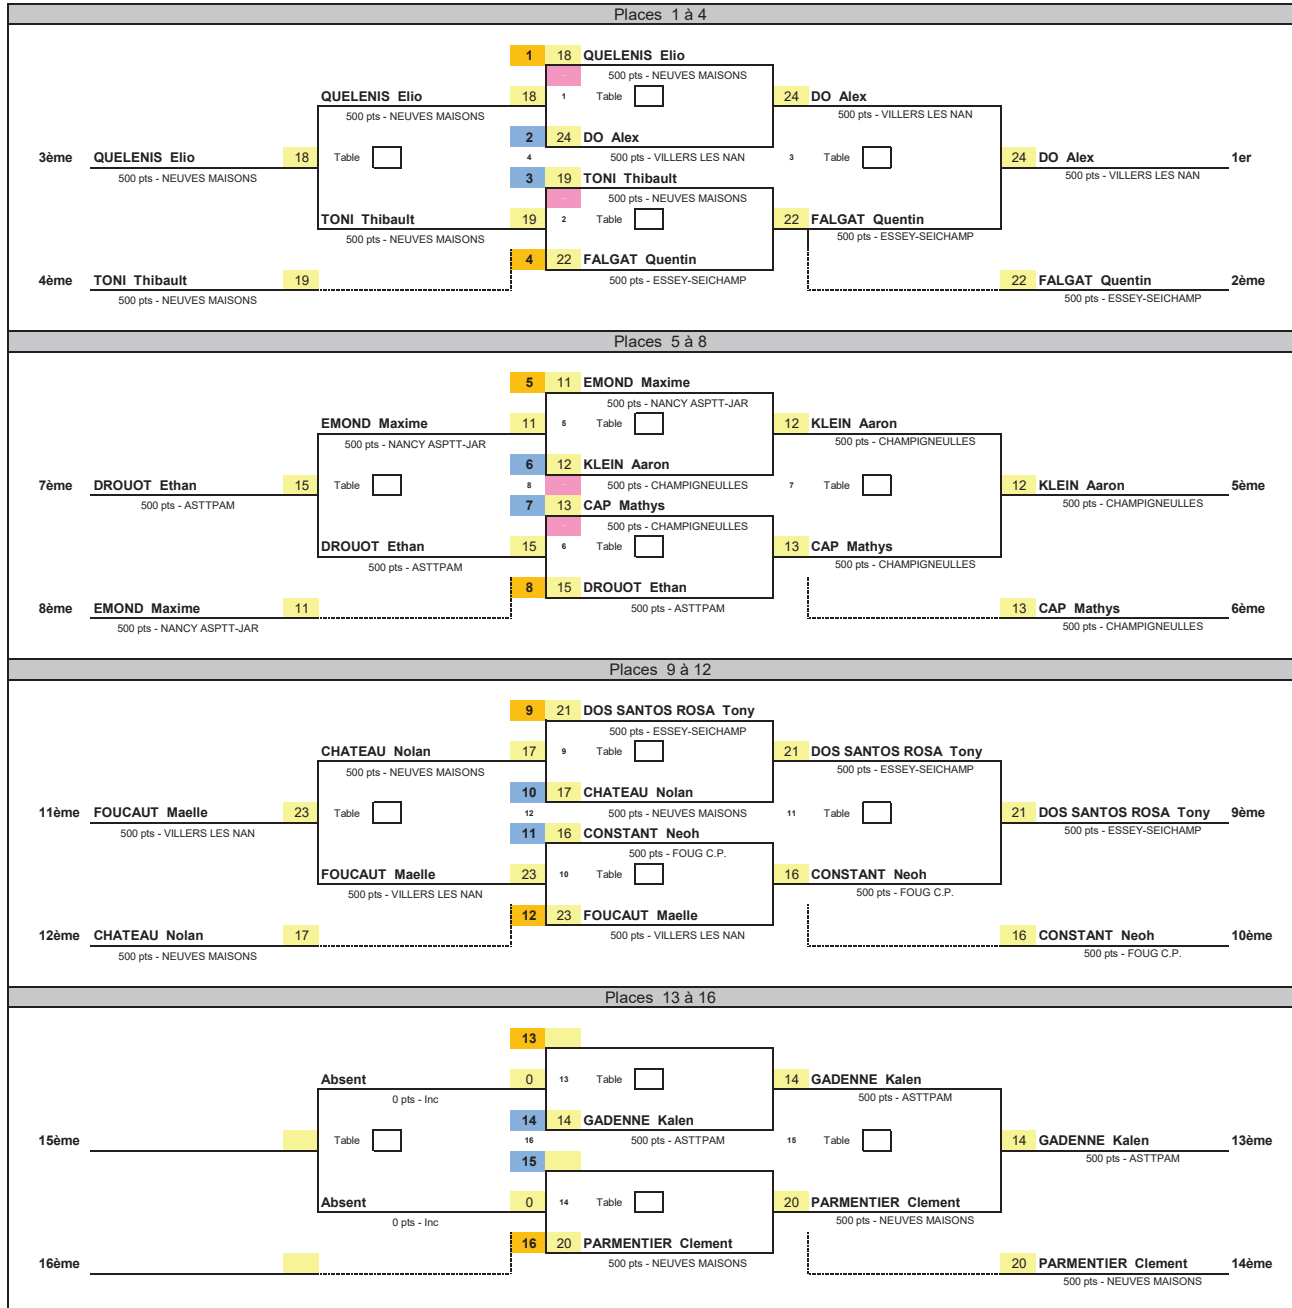 Places 1 à 4
1 18 QUELENIS Elio
500 pts - NEUVES MAISONS
QUELENIS Elio 18 1 Table 24 DO Alex
500 pts - NEUVES MAISONS 500 pts - VILLERS LES NAN
2 24 DO Alex
3ème QUELENIS Elio 18 Table 4 500 pts - VILLERS LES NAN 3 Table 24 DO Alex 1er
500 pts - NEUVES MAISONS 3 19 TONI Thibault 500 pts - VILLERS LES NAN
500 pts - NEUVES MAISONS
TONI Thibault 19 2 Table 22 FALGAT Quentin
500 pts - NEUVES MAISONS 500 pts - ESSEY-SEICHAMP
4 22 FALGAT Quentin
4ème TONI Thibault 19 500 pts - ESSEY-SEICHAMP 22 FALGAT Quentin 2ème
500 pts - NEUVES MAISONS 500 pts - ESSEY-SEICHAMP
Places 5 à 8
5 11 EMOND Maxime
500 pts - NANCY ASPTT-JAR
EMOND Maxime 11 5 Table 12 KLEIN Aaron
500 pts - NANCY ASPTT-JAR 500 pts - CHAMPIGNEULLES
6 12 KLEIN Aaron
7ème DROUOT Ethan 15 Table 8 500 pts - CHAMPIGNEULLES 7 Table 12 KLEIN Aaron 5ème
500 pts - ASTTPAM 7 13 CAP Mathys 500 pts - CHAMPIGNEULLES
500 pts - CHAMPIGNEULLES
DROUOT Ethan 15 6 Table 13 CAP Mathys
500 pts - ASTTPAM 500 pts - CHAMPIGNEULLES
8 15 DROUOT Ethan
8ème EMOND Maxime 11 500 pts - ASTTPAM 13 CAP Mathys 6ème
500 pts - NANCY ASPTT-JAR 500 pts - CHAMPIGNEULLES
Places 9 à 12
9 21 DOS SANTOS ROSA Tony
500 pts - ESSEY-SEICHAMP
CHATEAU Nolan 17 9 Table 21 DOS SANTOS ROSA Tony
500 pts - NEUVES MAISONS 500 pts - ESSEY-SEICHAMP
10 17 CHATEAU Nolan
11ème FOUCAUT Maelle 23 Table 12 500 pts - NEUVES MAISONS 11 Table 21 DOS SANTOS ROSA Tony 9ème
500 pts - VILLERS LES NAN 11 16 CONSTANT Neoh 500 pts - ESSEY-SEICHAMP
500 pts - FOUG C.P.
FOUCAUT Maelle 23 10 Table 16 CONSTANT Neoh
500 pts - VILLERS LES NAN 500 pts - FOUG C.P.
12 23 FOUCAUT Maelle
12ème CHATEAU Nolan 17 500 pts - VILLERS LES NAN 16 CONSTANT Neoh 10ème
500 pts - NEUVES MAISONS 500 pts - FOUG C.P.
Places 13 à 16
13
Absent 0 13 Table 14 GADENNE Kalen
0 pts - Inc 500 pts - ASTTPAM
14 14 GADENNE Kalen
15ème Table 16 500 pts - ASTTPAM 15 Table 14 GADENNE Kalen 13ème
15 500 pts - ASTTPAM
Absent 0 14 Table 20 PARMENTIER Clement
0 pts - Inc 500 pts - NEUVES MAISONS
16 20 PARMENTIER Clement
16ème 500 pts - NEUVES MAISONS 20 PARMENTIER Clement 14ème
500 pts - NEUVES MAISONS